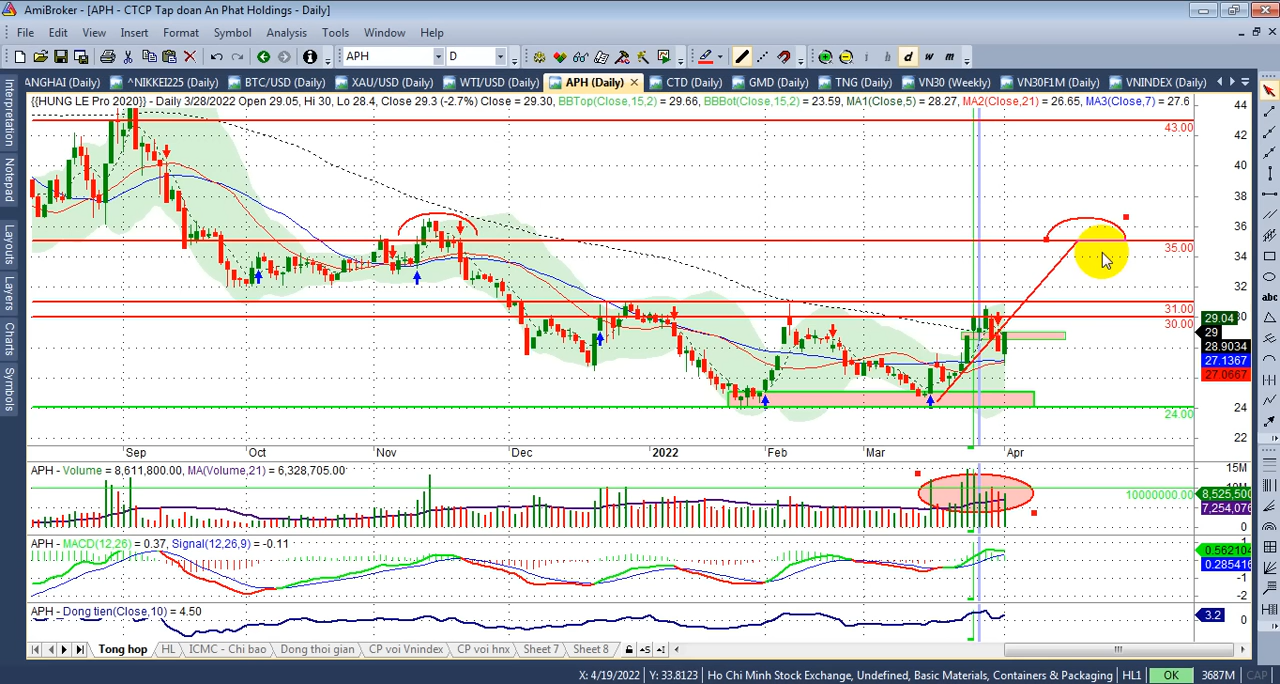 AmiBroker - [APH - CTCP Tap doan An Phat Holdings - Daily]
File Edit View Insert Format Symbol Analysis Tools Window Help
APH D i h d w m
ANGHAI (Daily) ^NIKKEI225 (Daily) BTC/USD (Daily) XAU/USD (Daily) WTI/USD (Daily) APH (Daily) CTD (Daily) GMD (Daily) TNG (Daily) VN30 (Weekly) VN30F1M (Daily) VNINDEX (Daily)
{{HUNG LE Pro 2020}} - Daily 3/28/2022 Open 29.05, Hi 30, Lo 28.4, Close 29.3 (-2.7%) Close = 29.30, BBTop(Close,15,2) = 29.66, BBBot(Close,15,2) = 23.59, MA1(Close,5) = 28.27, MA2(Close,21) = 26.65, MA3(Close,7) = 27.6
Interpretation
Notepad
Layouts
Layers
Charts
Symbols
abc
44
43.00
42
40
38
36
35.00
34
32
31.00
30.00
29.04
29
28.9034
27.1367
27.0667
24.00
24
22
Sep Oct Nov Dec 2022 Feb Mar Apr
APH - Volume = 8,611,800.00, MA(Volume,21) = 6,328,705.00
15M
10000000.00
8,525,500
7,254,076
0
APH - MACD(12,26) = 0.37, Signal(12,26,9) = -0.11
1
0.562104
0.285416
-1
-2
APH - Dong tien(Close,10) = 4.50
3.2
0
Tong hop HL ICMC - Chi bao Dong thoi gian CP voi Vnindex CP voi hnx Sheet 7 Sheet 8
X: 4/19/2022 Y: 33.8123 Ho Chi Minh Stock Exchange, Undefined, Basic Materials, Containers & Packaging HL1 OK 3687M CAP